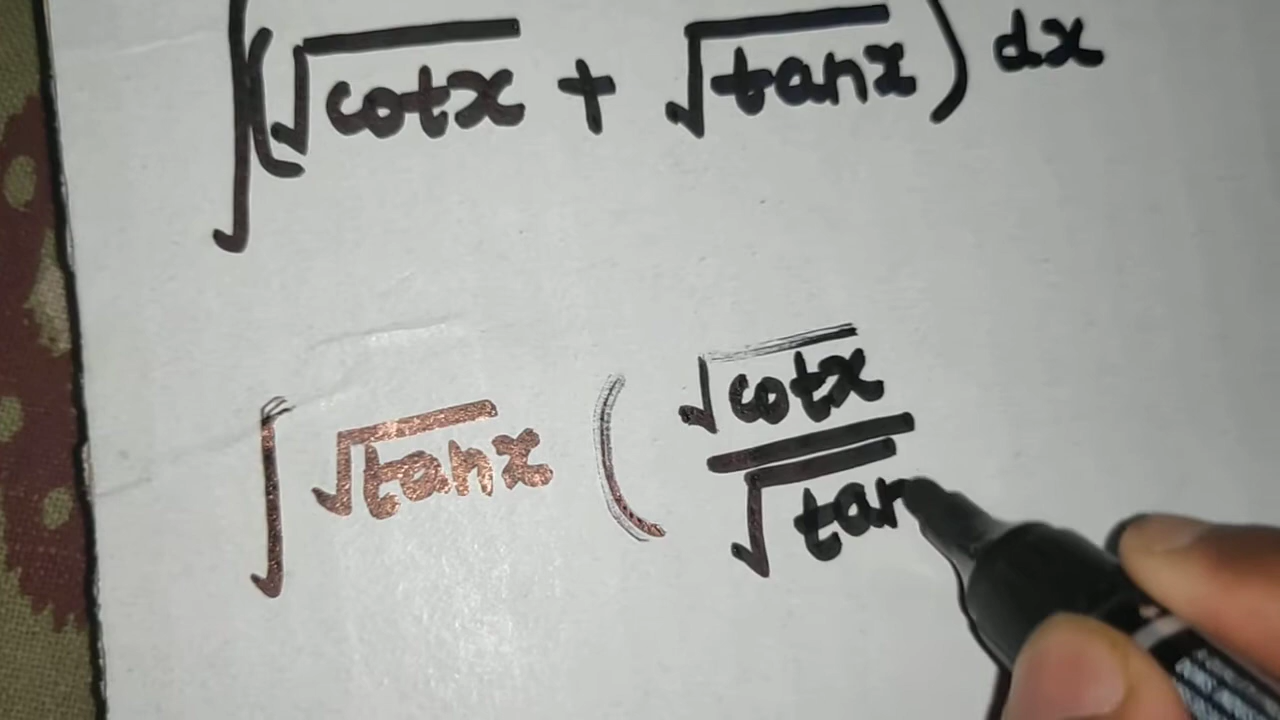 ∫(√cotx + √tanx) dx
∫ √tanx ( √cotx / √tan